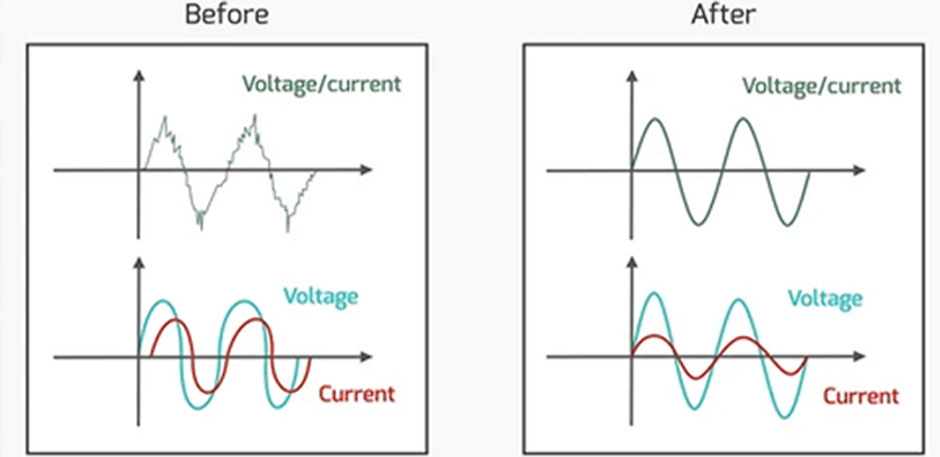 Before
After
Voltage/current
Voltage/current
Voltage
Current
Voltage
Current